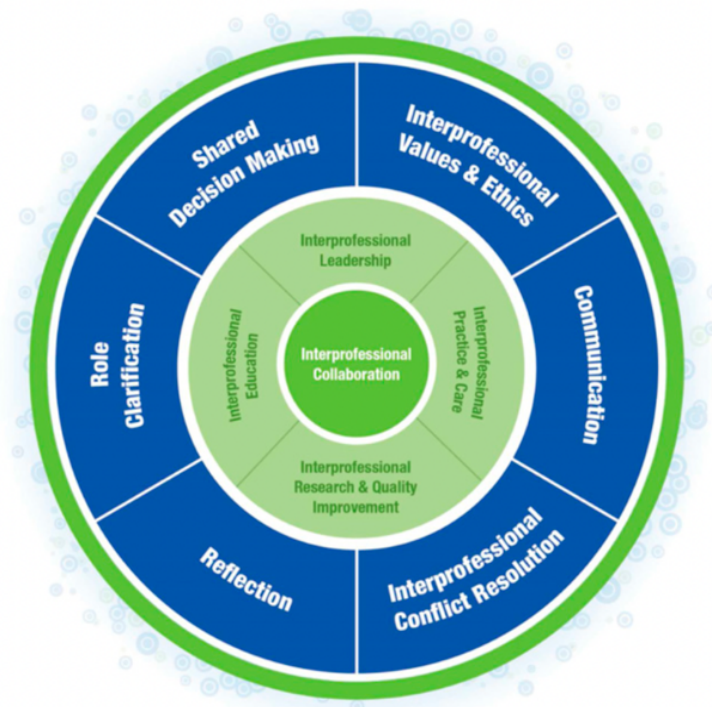 Shared
Decision Making
Interprofessional
Values & Ethics
Communication
Interprofessional
Conflict Resolution
Reflection
Role
Clarification
Interprofessional
Leadership
Interprofessional
Practice & Care
Interprofessional
Research & Quality
Improvement
Interprofessional
Education
Interprofessional
Collaboration